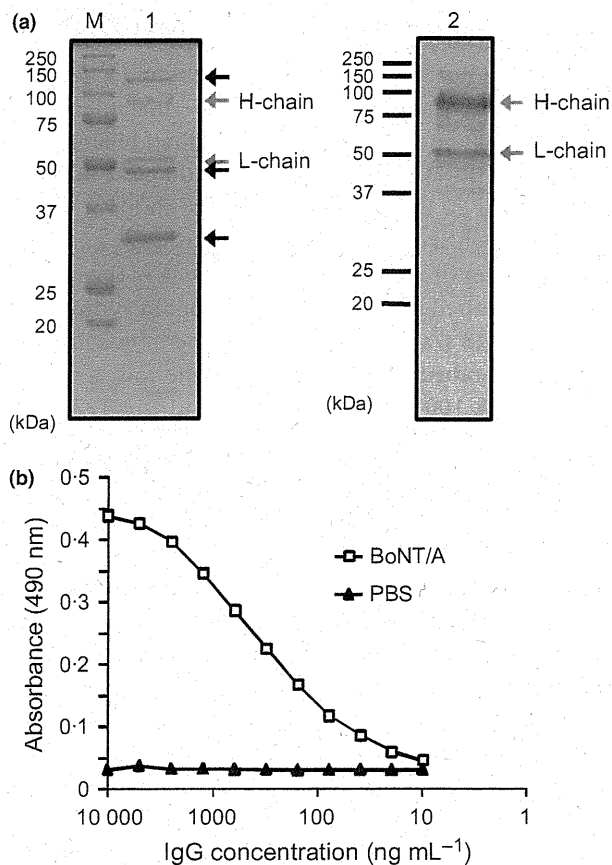 (a)
M 1
250
150
100
75
50
37
25
20
(kDa)
H-chain
L-chain
2
250
150
100
75
50
37
25
20
(kDa)
H-chain
L-chain
(b)
0·5
0·4
0·3
0·2
0·1
0
Absorbance (490 nm)
BoNT/A
PBS
10 000 1000 100 10 1
IgG concentration (ng mL⁻¹)